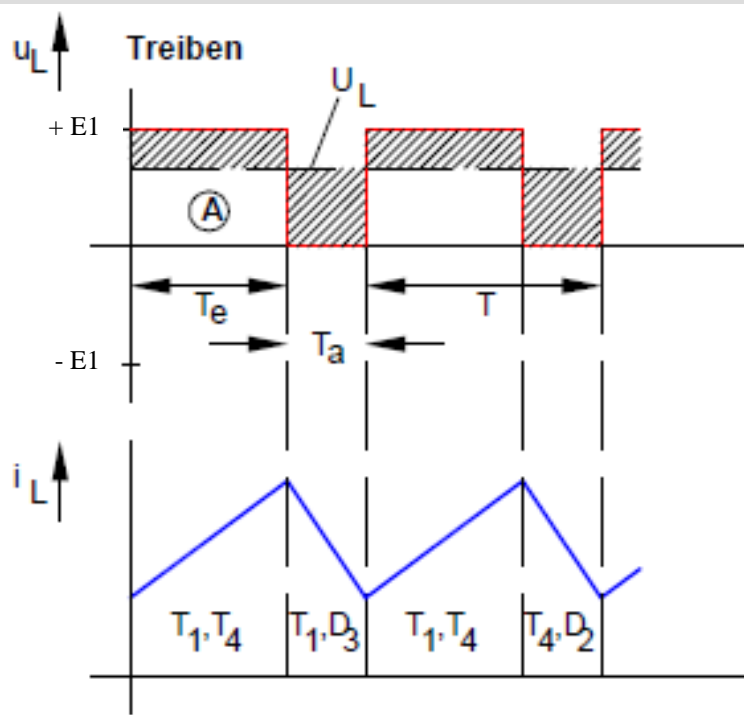 uL Treiben
UL
+ E1
A
Te T
Ta
- E1
iL
T1,T4 T1,D3 T1,T4 T4,D2